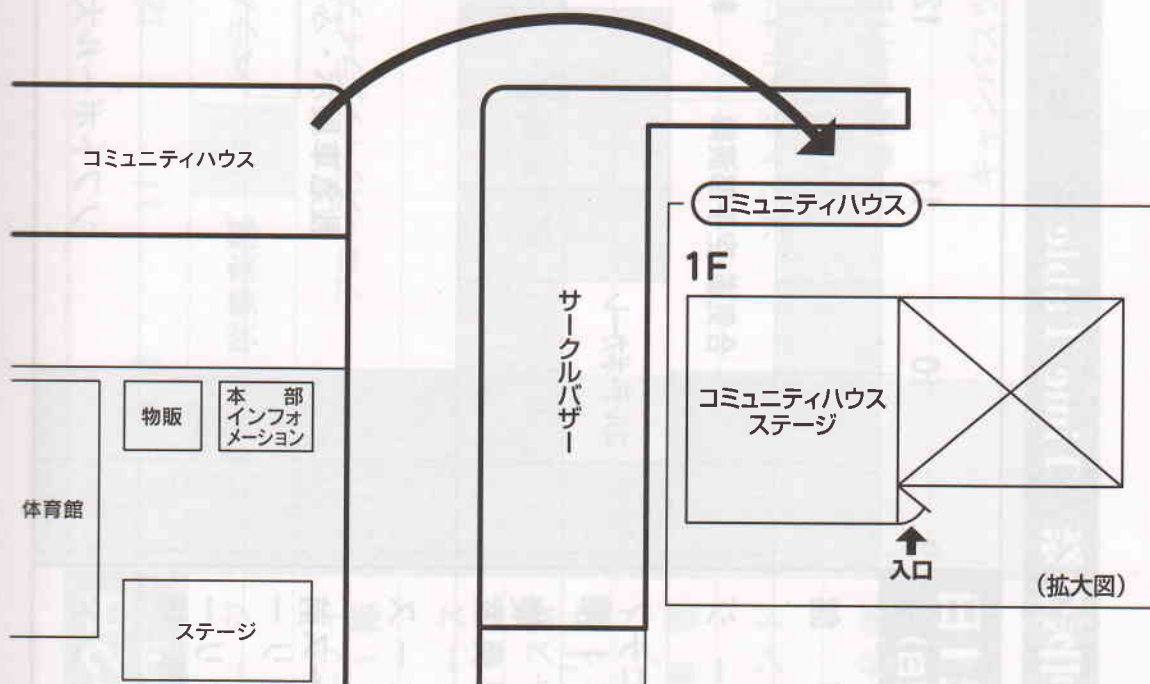 コミュニティハウス
物販
本　部
インフォ
メーション
体育館
ステージ
サークルバザー
コミュニティハウス
1F
コミュニティハウス
ステージ
入口
(拡大図)